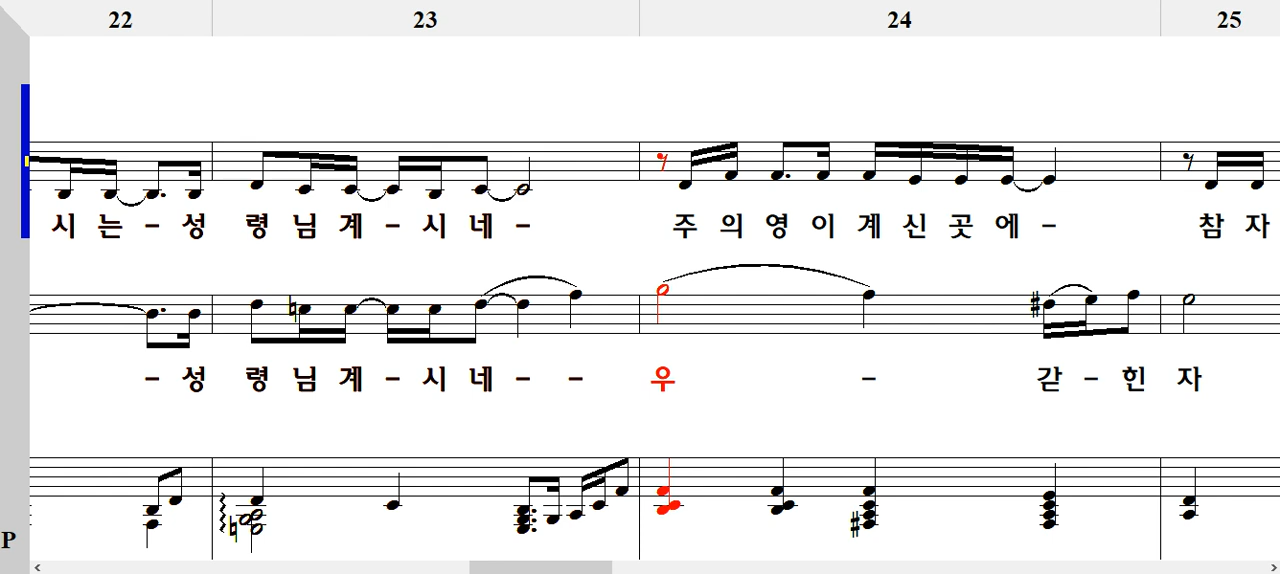 22 23 24 25
시 는 - 성 령 님 계 - 시 네 - 주 의 영 이 계 신 곳 에 - 참 자
- 성 령 님 계 - 시 네 - - 우 - 갇 - 힌 자
P